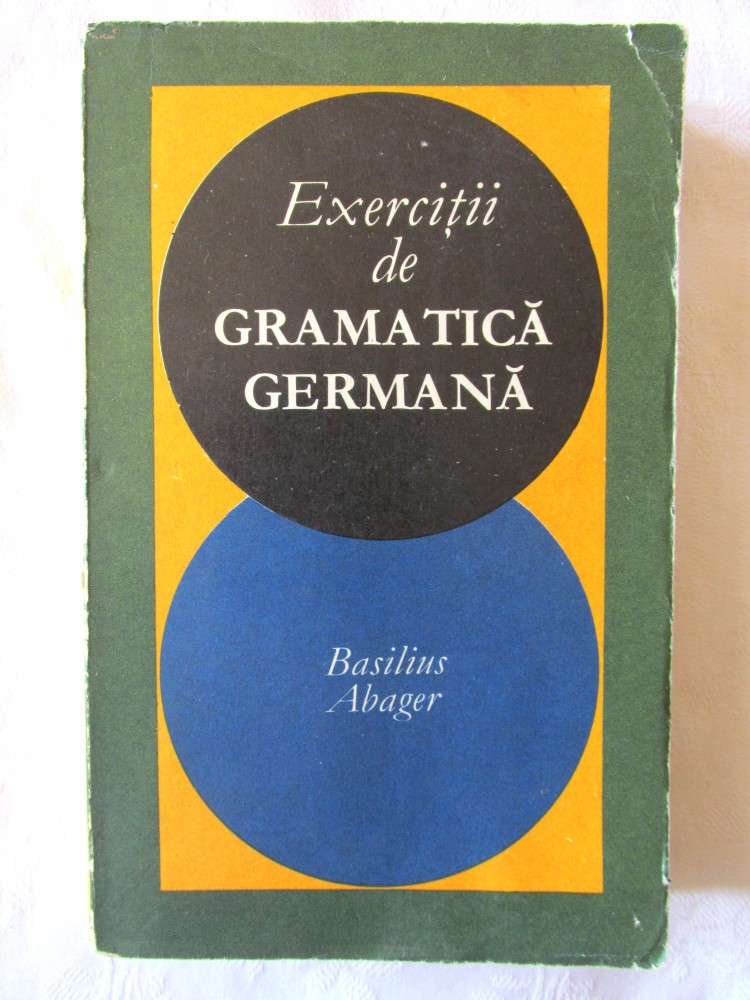 Exerciții
de
GRAMATICĂ
GERMANĂ
Basilius
Abager